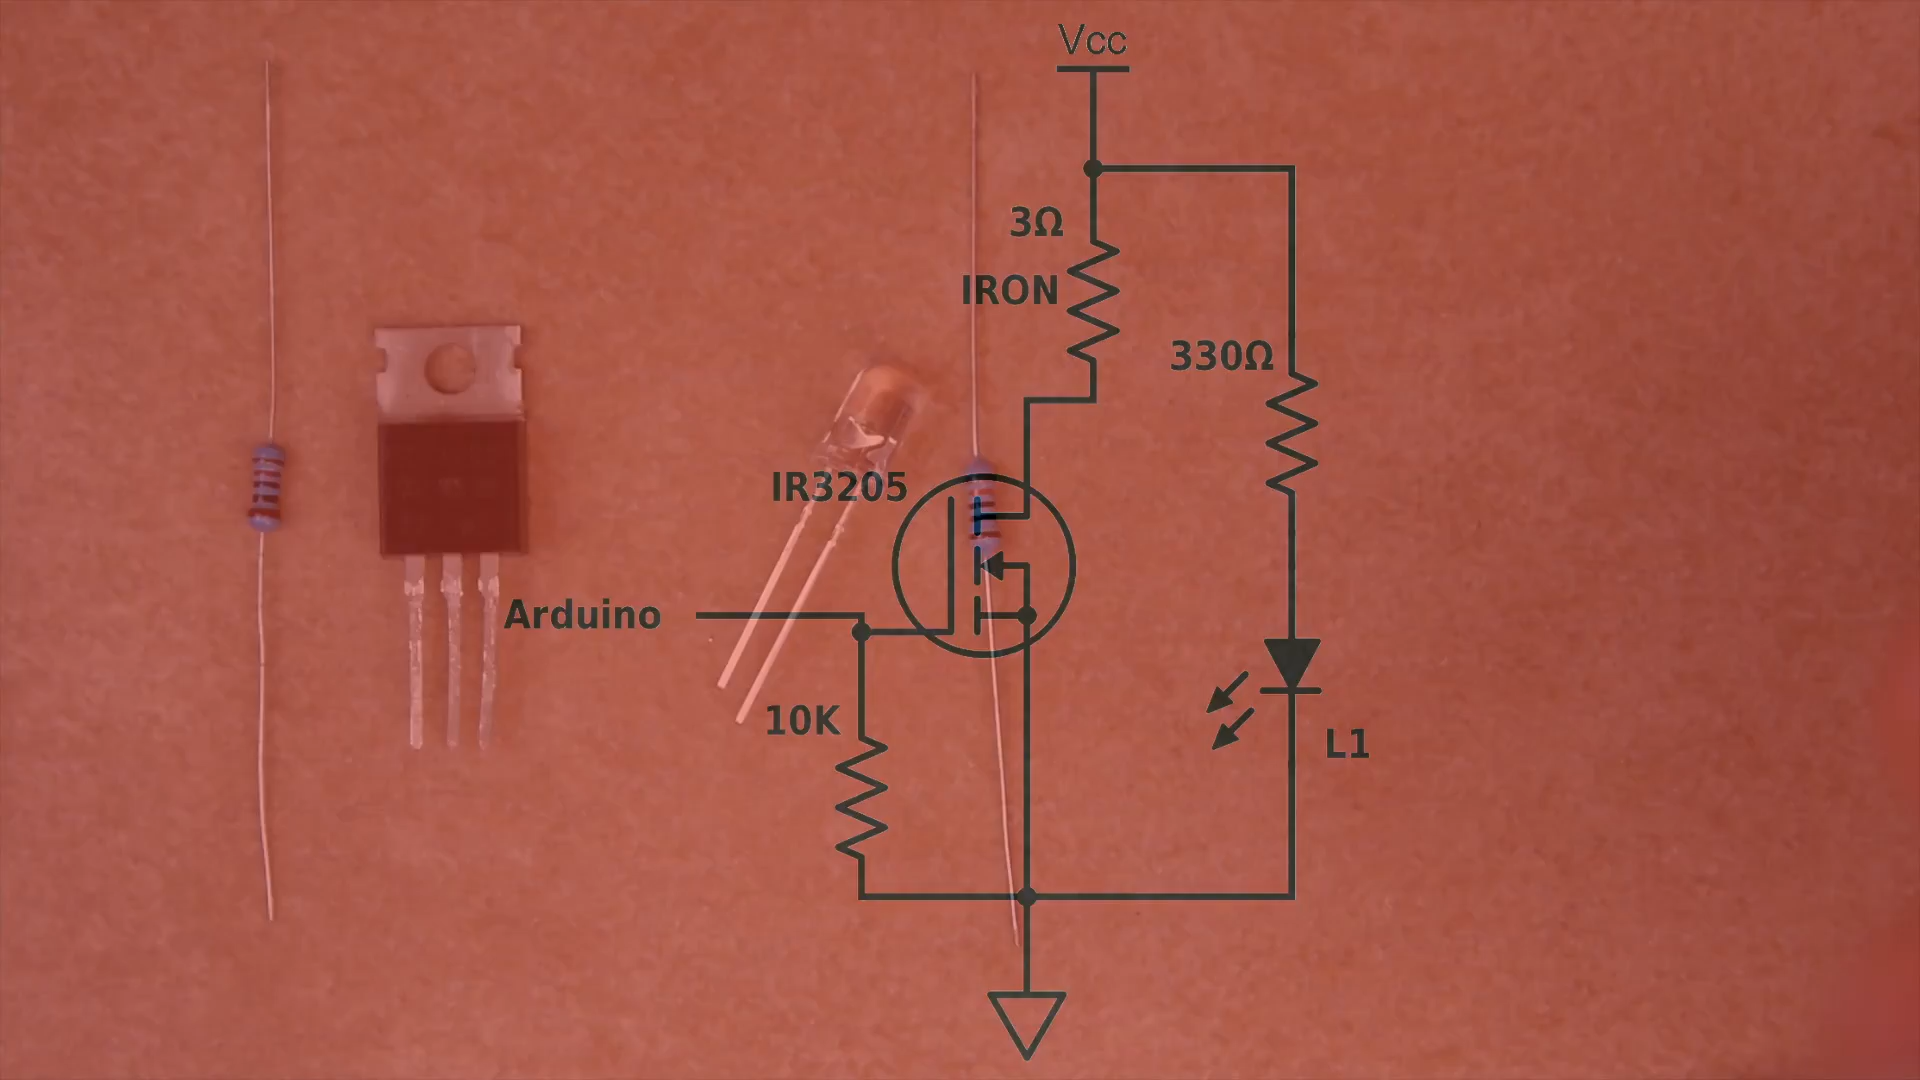 Vcc
3Ω
IRON
330Ω
IR3205
Arduino
10K
L1